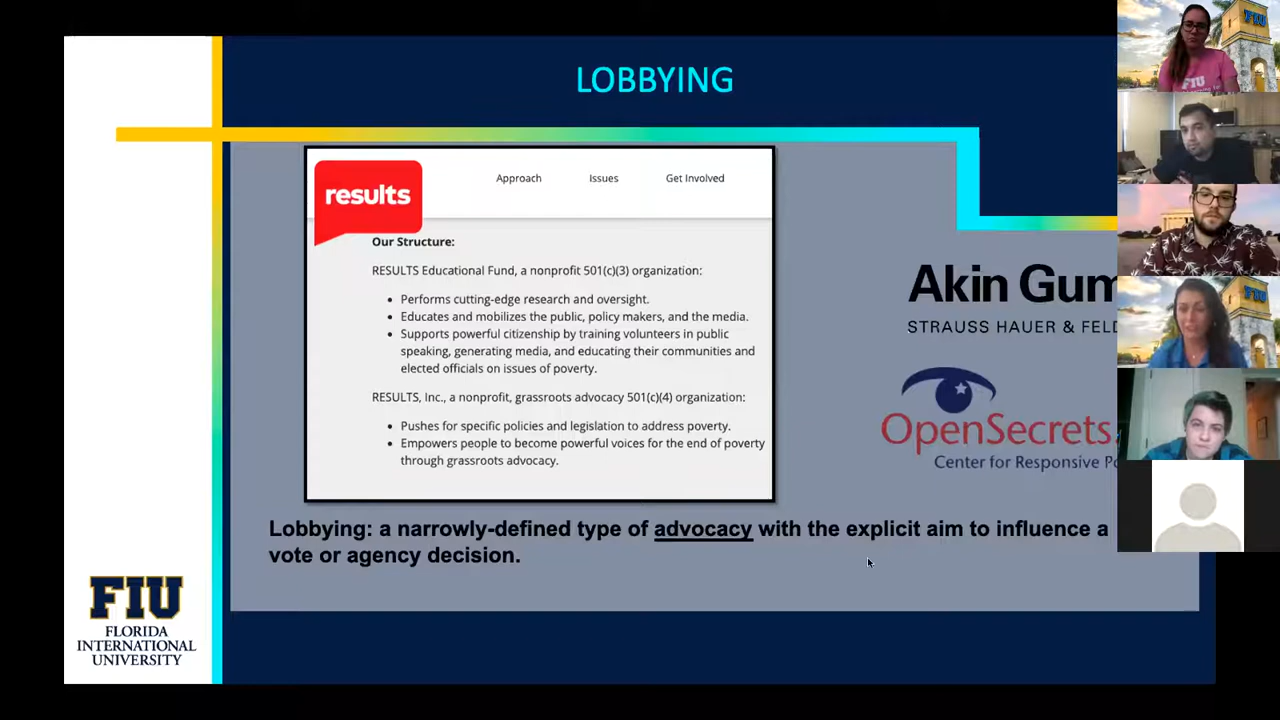 LOBBYING
results
Approach
Issues
Get Involved
Our Structure:
RESULTS Educational Fund, a nonprofit 501(c)(3) organization:
• Performs cutting-edge research and oversight.
• Educates and mobilizes the public, policy makers, and the media.
• Supports powerful citizenship by training volunteers in public
speaking, generating media, and educating their communities and
elected officials on issues of poverty.
RESULTS, Inc., a nonprofit, grassroots advocacy 501(c)(4) organization:
• Pushes for specific policies and legislation to address poverty.
• Empowers people to become powerful voices for the end of poverty
through grassroots advocacy.
Akin Gum
STRAUSS HAUER & FELD
OpenSecrets.
Center for Responsive Po
Lobbying: a narrowly-defined type of advocacy with the explicit aim to influence a
vote or agency decision.
FIU
FLORIDA
INTERNATIONAL
UNIVERSITY
FIU
FIU
FIU